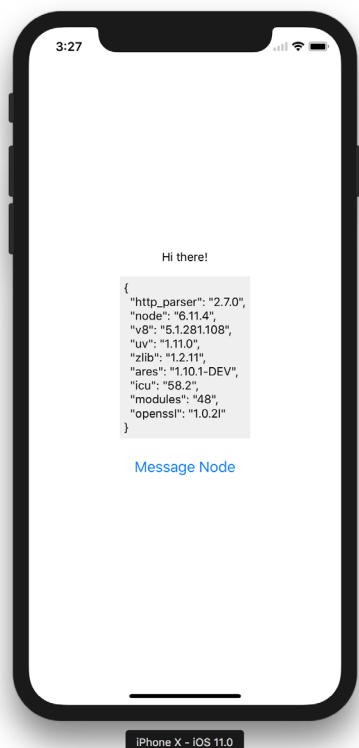 3:27
Hi there!
{
"http_parser": "2.7.0",
"node": "6.11.4",
"v8": "5.1.281.108",
"uv": "1.11.0",
"zlib": "1.2.11",
"ares": "1.10.1-DEV",
"icu": "58.2",
"modules": "48",
"openssl": "1.0.2l"
}
Message Node
iPhone X - iOS 11.0